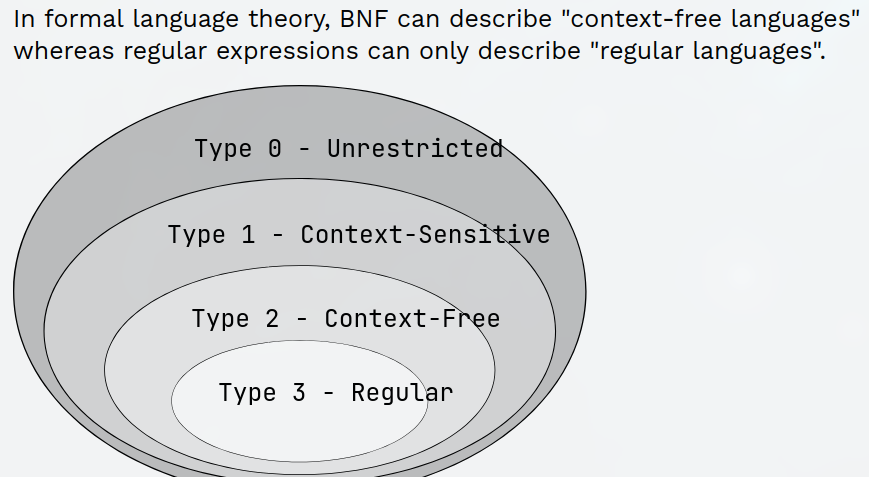 In formal language theory, BNF can describe "context-free languages"
whereas regular expressions can only describe "regular languages".
Type 0 - Unrestricted
Type 1 - Context-Sensitive
Type 2 - Context-Free
Type 3 - Regular